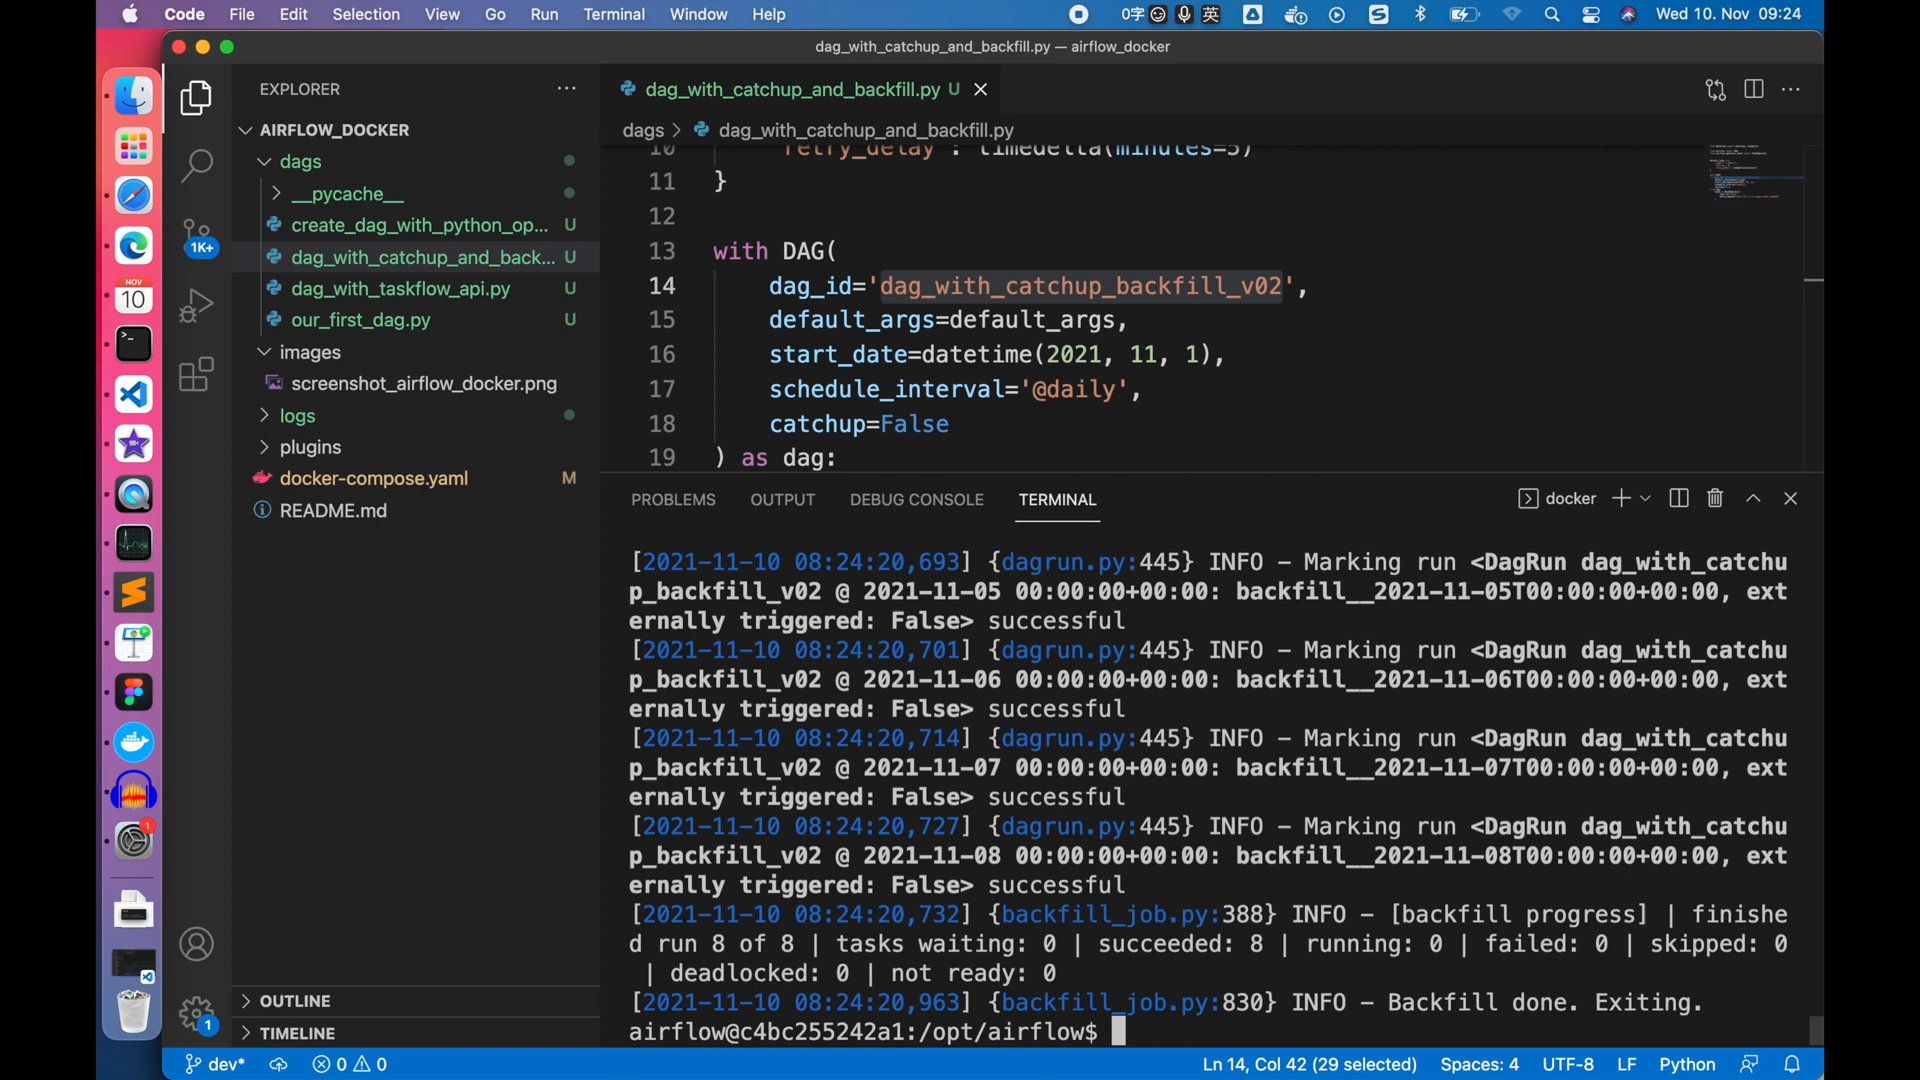 Code File Edit Selection View Go Run Terminal Window Help 0字 英 Wed 10. Nov 09:24
dag_with_catchup_and_backfill.py — airflow_docker
EXPLORER
AIRFLOW_DOCKER
dags
__pycache__
create_dag_with_python_op... U
dag_with_catchup_and_back... U
dag_with_taskflow_api.py U
our_first_dag.py U
images
screenshot_airflow_docker.png
logs
plugins
docker-compose.yaml M
README.md
OUTLINE
TIMELINE
1K+
1
NOV
10
1
dag_with_catchup_and_backfill.py U
dags > dag_with_catchup_and_backfill.py
10 'retry_delay': timedelta(minutes=5)
11 }
12
13 with DAG(
14 dag_id='dag_with_catchup_backfill_v02',
15 default_args=default_args,
16 start_date=datetime(2021, 11, 1),
17 schedule_interval='@daily',
18 catchup=False
19 ) as dag:
PROBLEMS OUTPUT DEBUG CONSOLE TERMINAL docker
[2021-11-10 08:24:20,693] {dagrun.py:445} INFO - Marking run <DagRun dag_with_catchu
p_backfill_v02 @ 2021-11-05 00:00:00+00:00: backfill__2021-11-05T00:00:00+00:00, ext
ernally triggered: False> successful
[2021-11-10 08:24:20,701] {dagrun.py:445} INFO - Marking run <DagRun dag_with_catchu
p_backfill_v02 @ 2021-11-06 00:00:00+00:00: backfill__2021-11-06T00:00:00+00:00, ext
ernally triggered: False> successful
[2021-11-10 08:24:20,714] {dagrun.py:445} INFO - Marking run <DagRun dag_with_catchu
p_backfill_v02 @ 2021-11-07 00:00:00+00:00: backfill__2021-11-07T00:00:00+00:00, ext
ernally triggered: False> successful
[2021-11-10 08:24:20,727] {dagrun.py:445} INFO - Marking run <DagRun dag_with_catchu
p_backfill_v02 @ 2021-11-08 00:00:00+00:00: backfill__2021-11-08T00:00:00+00:00, ext
ernally triggered: False> successful
[2021-11-10 08:24:20,732] {backfill_job.py:388} INFO - [backfill progress] | finishe
d run 8 of 8 | tasks waiting: 0 | succeeded: 8 | running: 0 | failed: 0 | skipped: 0
| deadlocked: 0 | not ready: 0
[2021-11-10 08:24:20,963] {backfill_job.py:830} INFO - Backfill done. Exiting.
airflow@c4bc255242a1:/opt/airflow$
dev* 0 0 Ln 14, Col 42 (29 selected) Spaces: 4 UTF-8 LF Python